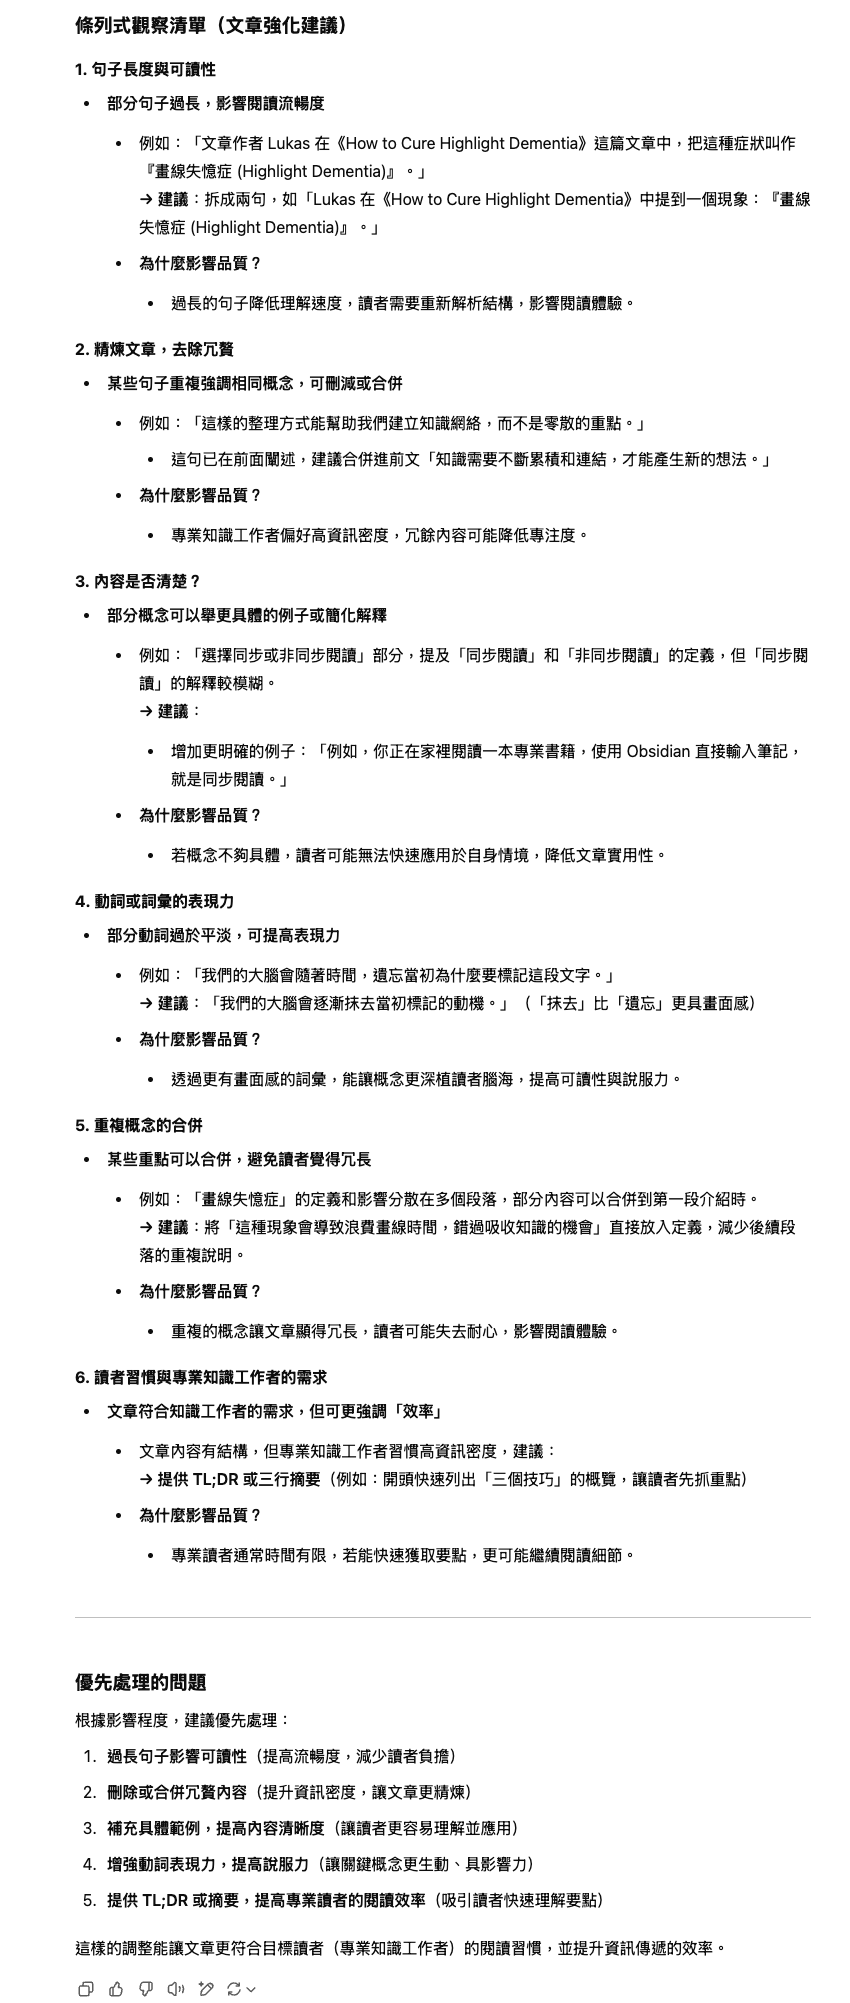 條列式觀察清單（文章強化建議）
1. 句子長度與可讀性
• 部分句子過長，影響閱讀流暢度
• 例如：「文章作者 Lukas 在《How to Cure Highlight Dementia》這篇文章中，把這種症狀叫作
『畫線失憶症 (Highlight Dementia)』。」
→ 建議：拆成兩句，如「Lukas 在《How to Cure Highlight Dementia》中提到一個現象：『畫線
失憶症 (Highlight Dementia)』。」
• 為什麼影響品質？
• 過長的句子降低理解速度，讀者需要重新解析結構，影響閱讀體驗。
2. 精煉文章，去除冗贅
• 某些句子重複強調相同概念，可刪減或合併
• 例如：「這樣的整理方式能幫助我們建立知識網絡，而不是零散的重點。」
• 這句已在前面闡述，建議合併進前文「知識需要不斷累積和連結，才能產生新的想法。」
• 為什麼影響品質？
• 專業知識工作者偏好高資訊密度，冗餘內容可能降低專注度。
3. 內容是否清楚？
• 部分概念可以舉更具體的例子或簡化解釋
• 例如：「選擇同步或非同步閱讀」部分，提及「同步閱讀」和「非同步閱讀」的定義，但「同步閱
讀」的解釋較模糊。
→ 建議：
• 增加更明確的例子：「例如，你正在家裡閱讀一本專業書籍，使用 Obsidian 直接輸入筆記，
就是同步閱讀。」
• 為什麼影響品質？
• 若概念不夠具體，讀者可能無法快速應用於自身情境，降低文章實用性。
4. 動詞或詞彙的表現力
• 部分動詞過於平淡，可提高表現力
• 例如：「我們的大腦會隨著時間，遺忘當初為什麼要標記這段文字。」
→ 建議：「我們的大腦會逐漸抹去當初標記的動機。」（「抹去」比「遺忘」更具畫面感）
• 為什麼影響品質？
• 透過更有畫面感的詞彙，能讓概念更深植讀者腦海，提高可讀性與說服力。
5. 重複概念的合併
• 某些重點可以合併，避免讀者覺得冗長
• 例如：「畫線失憶症」的定義和影響分散在多個段落，部分內容可以合併到第一段介紹時。
→ 建議：將「這種現象會導致浪費畫線時間，錯過吸收知識的機會」直接放入定義，減少後續段
落的重複說明。
• 為什麼影響品質？
• 重複的概念讓文章顯得冗長，讀者可能失去耐心，影響閱讀體驗。
6. 讀者習慣與專業知識工作者的需求
• 文章符合知識工作者的需求，但可更強調「效率」
• 文章內容有結構，但專業知識工作者習慣高資訊密度，建議：
→ 提供 TL;DR 或三行摘要（例如：開頭快速列出「三個技巧」的概覽，讓讀者先抓重點）
• 為什麼影響品質？
• 專業讀者通常時間有限，若能快速獲取要點，更可能繼續閱讀細節。
優先處理的問題
根據影響程度，建議優先處理：
1. 過長句子影響可讀性（提高流暢度，減少讀者負擔）
2. 刪除或合併冗贅內容（提升資訊密度，讓文章更精煉）
3. 補充具體範例，提高內容清晰度（讓讀者更容易理解並應用）
4. 增強動詞表現力，提高說服力（讓關鍵概念更生動、具影響力）
5. 提供 TL;DR 或摘要，提高專業讀者的閱讀效率（吸引讀者快速理解要點）
這樣的調整能讓文章更符合目標讀者（專業知識工作者）的閱讀習慣，並提升資訊傳遞的效率。